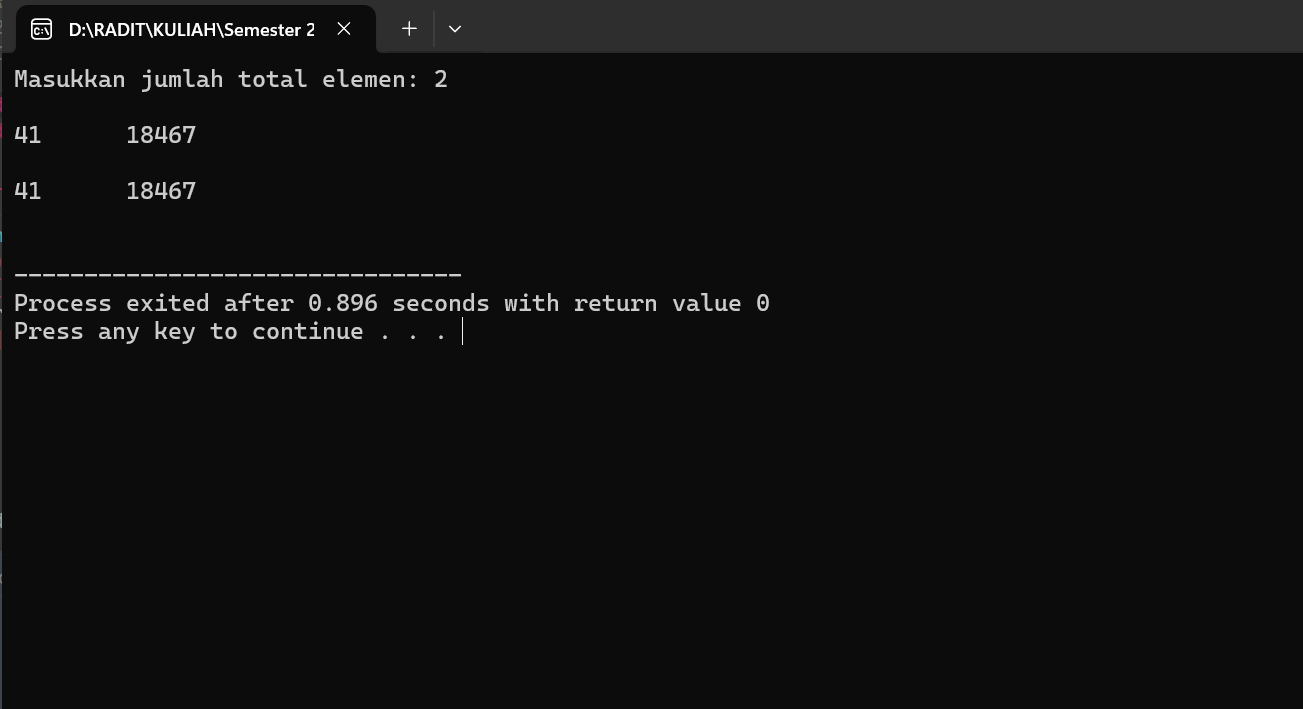 D:\RADIT\KULIAH\Semester 2
Masukkan jumlah total elemen: 2
41 18467
41 18467
--------------------------------
Process exited after 0.896 seconds with return value 0
Press any key to continue . . .